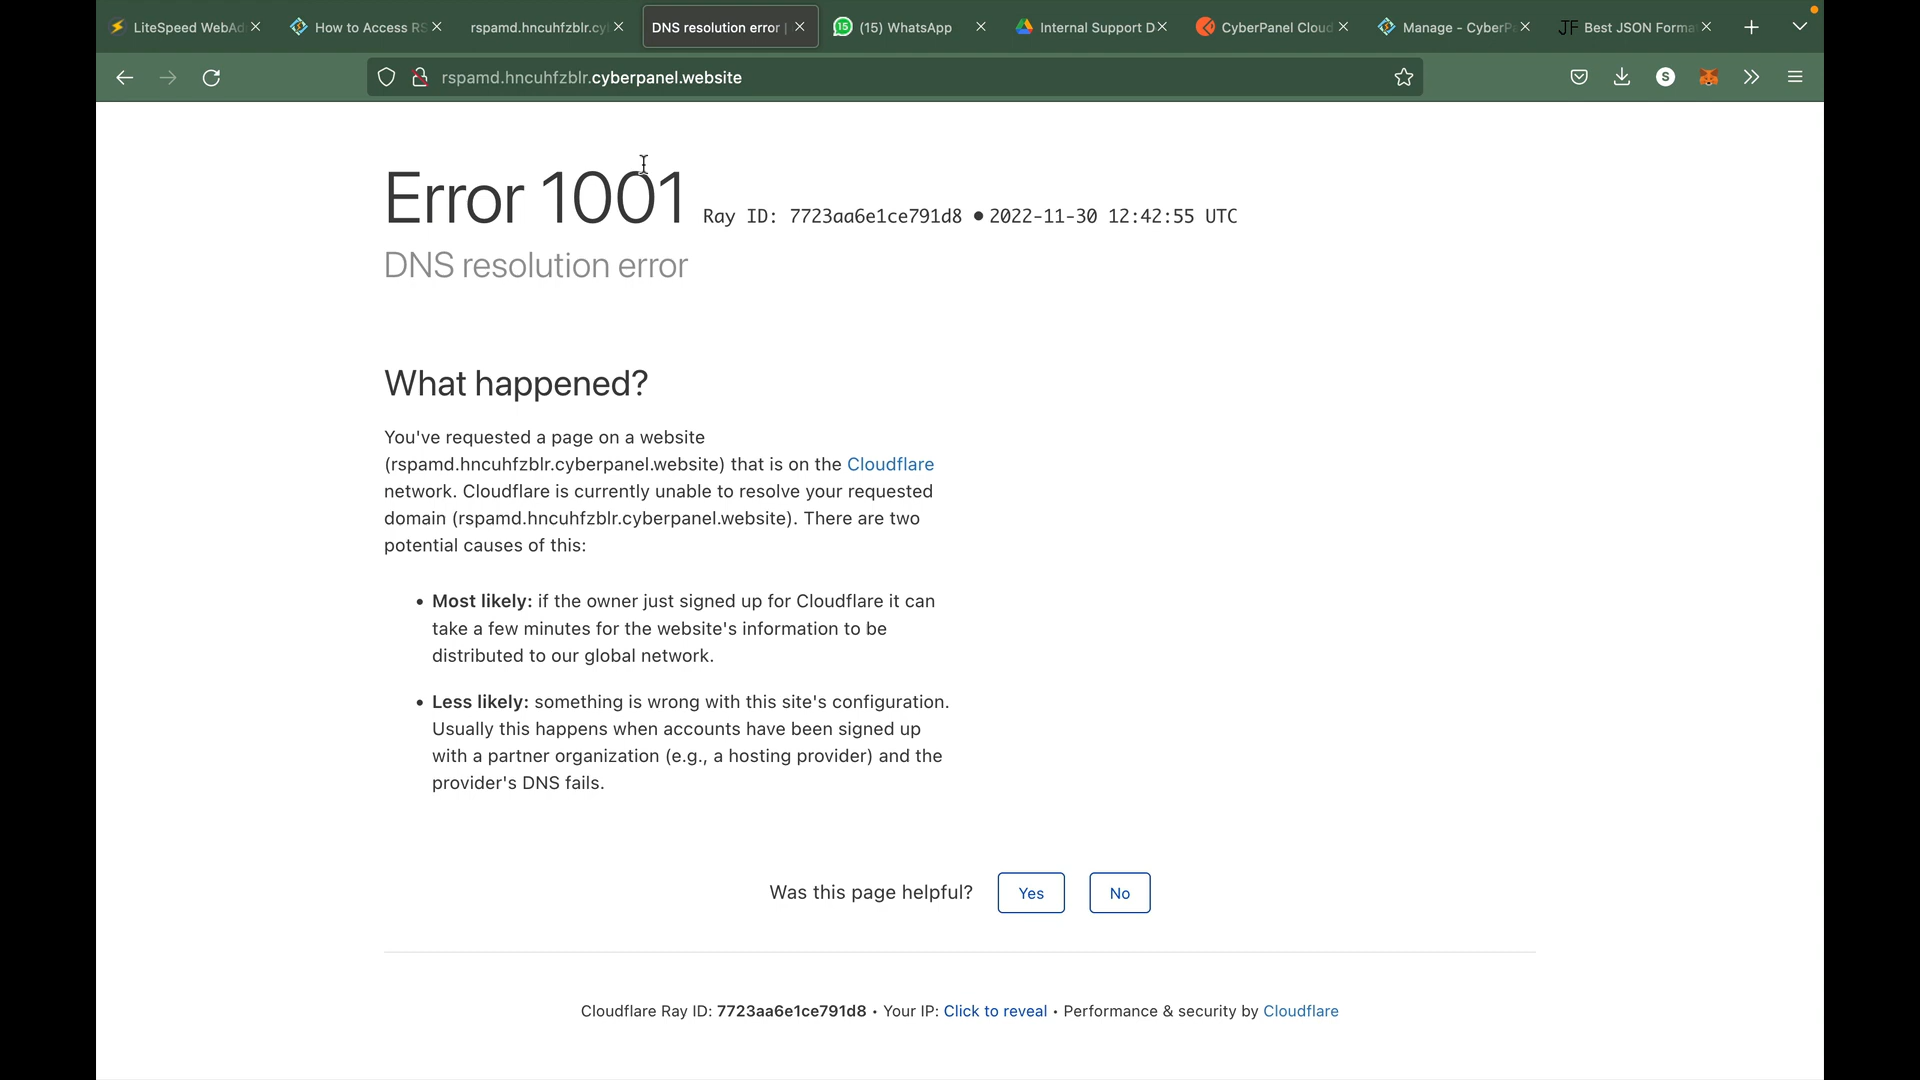 LiteSpeed WebAd
How to Access RS
rspamd.hncuhfzblr.cy
DNS resolution error |
15
(15) WhatsApp
Internal Support D
CyberPanel Cloud
Manage - CyberP
JF Best JSON Forma
rspamd.hncuhfzblr.cyberpanel.website
S
Error 1001 Ray ID: 7723aa6e1ce791d8 • 2022-11-30 12:42:55 UTC
DNS resolution error
What happened?
You've requested a page on a website
(rspamd.hncuhfzblr.cyberpanel.website) that is on the Cloudflare
network. Cloudflare is currently unable to resolve your requested
domain (rspamd.hncuhfzblr.cyberpanel.website). There are two
potential causes of this:
• Most likely: if the owner just signed up for Cloudflare it can
take a few minutes for the website's information to be
distributed to our global network.
• Less likely: something is wrong with this site's configuration.
Usually this happens when accounts have been signed up
with a partner organization (e.g., a hosting provider) and the
provider's DNS fails.
Was this page helpful? Yes No
Cloudflare Ray ID: 7723aa6e1ce791d8 • Your IP: Click to reveal • Performance & security by Cloudflare